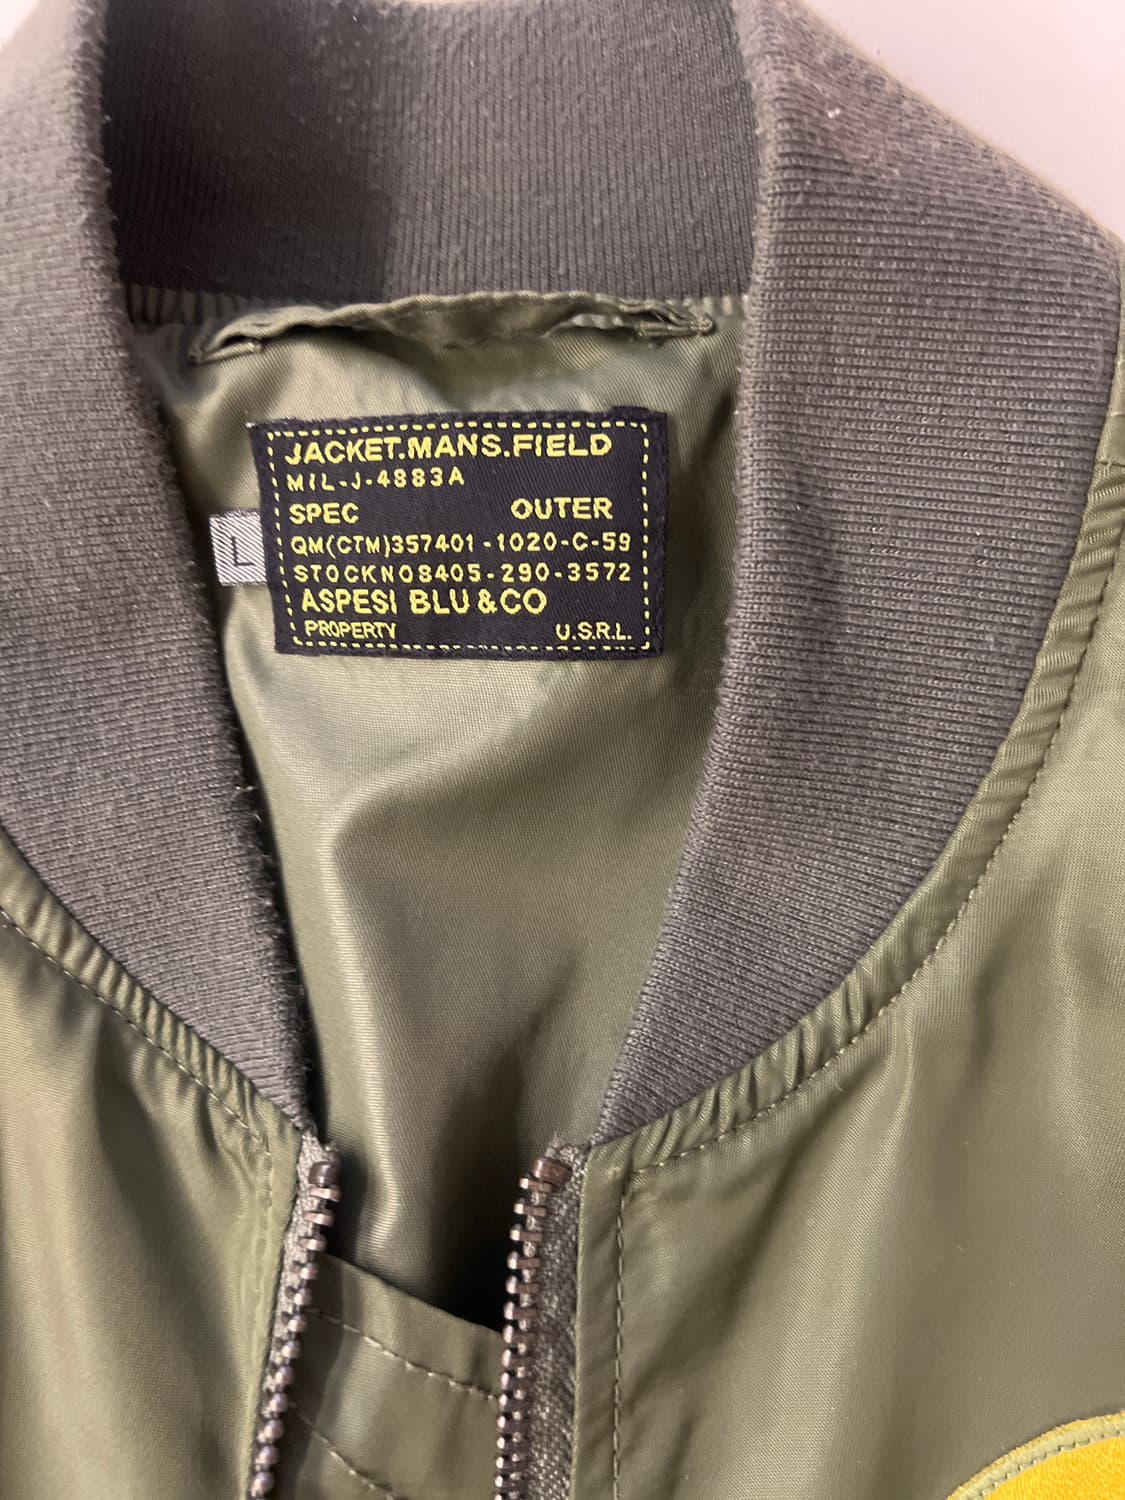 JACKET.MANS.FIELD
MIL-J-4883A
SPEC OUTER
QM(CTM)357401-1020-C-59
STOCKNO8405-290-3572
ASPESI BLU & CO
PROPERTY U.S.R.L.
L